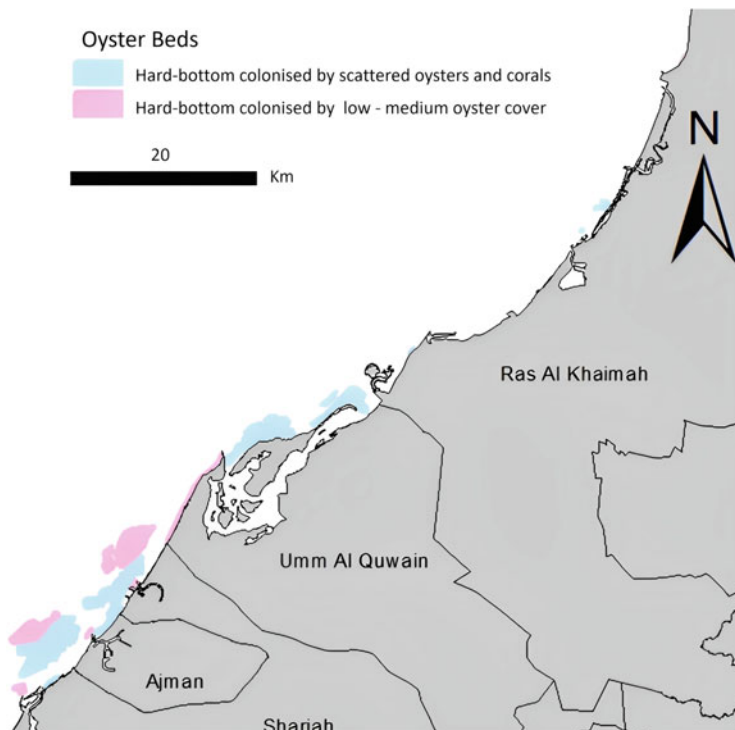 Oyster Beds
Hard-bottom colonised by scattered oysters and corals
Hard-bottom colonised by low - medium oyster cover
20
Km
N
Ras Al Khaimah
Umm Al Quwain
Ajman
Sharjah